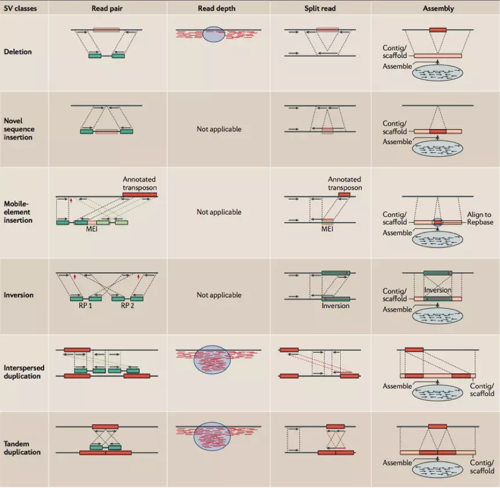 SV classes Read pair Read depth Split read Assembly
Deletion
Contig/
scaffold
Assemble
Novel
sequence
insertion
Not applicable
Contig/
scaffold
Assemble
Mobile-
element
insertion
Annotated
transposon
MEI
Not applicable
Annotated
transposon
MEI
Contig/
scaffold
Align to
Repbase
Assemble
Inversion
RP 1 RP 2
Not applicable
Inversion
Inversion
Contig/
scaffold
Assemble
Interspersed
duplication
Assemble
Contig/
scaffold
Tandem
duplication
Assemble
Contig/
scaffold